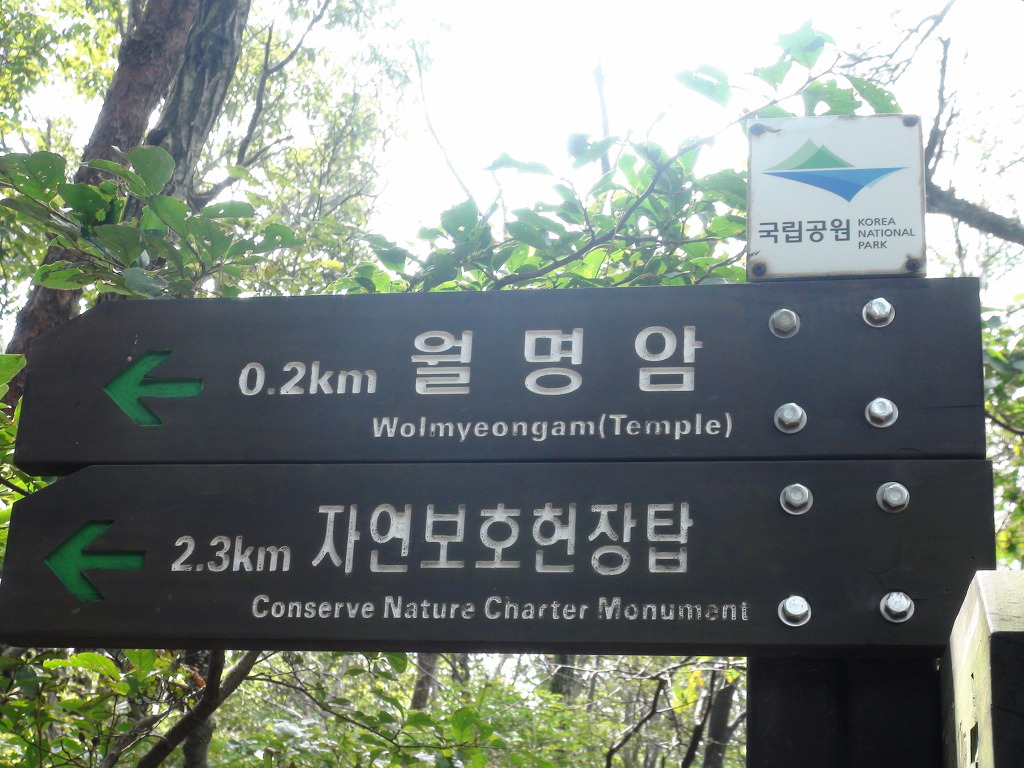 국립공원 KOREA
NATIONAL
PARK
0.2km 월명암
Wolmyeongam(Temple)
2.3km 자연보호헌장탑
Conserve Nature Charter Monument